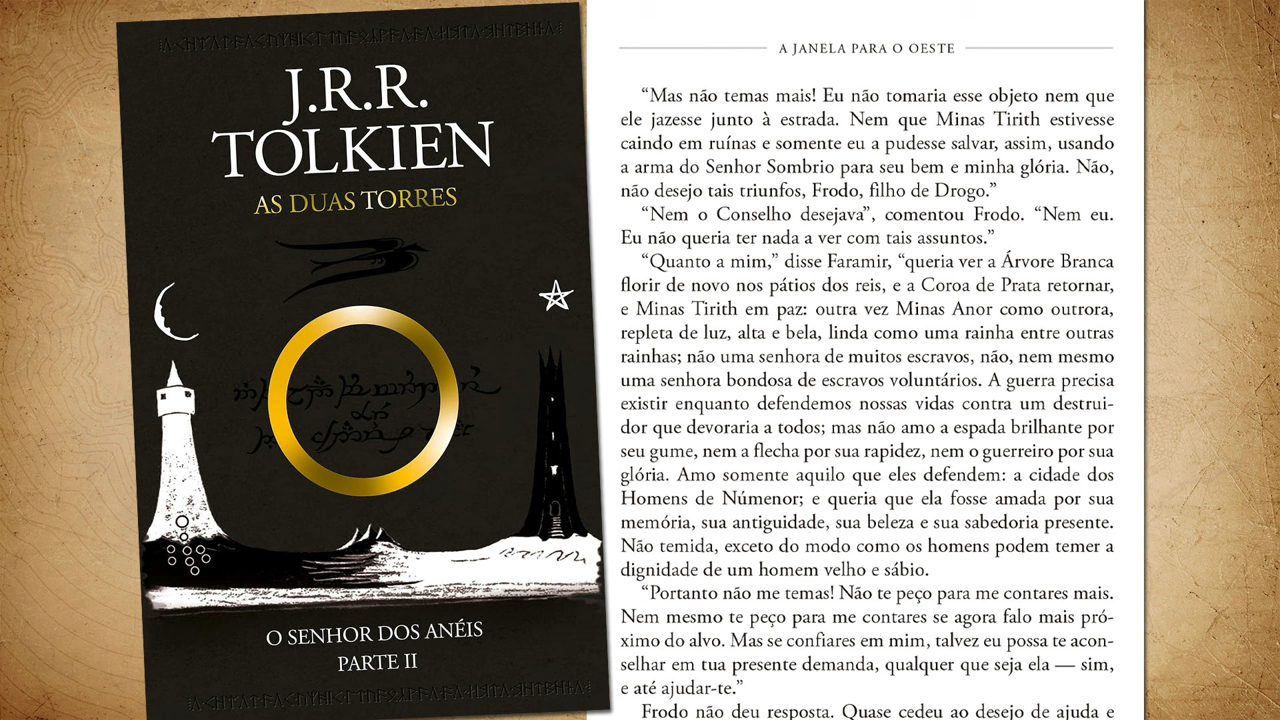 J.R.R.
TOLKIEN
AS DUAS TORRES
O SENHOR DOS ANÉIS
PARTE II
A JANELA PARA O OESTE
“Mas não temas mais! Eu não tomaria esse objeto nem que
ele jazesse junto à estrada. Nem que Minas Tirith estivesse
caindo em ruínas e somente eu a pudesse salvar, assim, usando
a arma do Senhor Sombrio para seu bem e minha glória. Não,
não desejo tais triunfos, Frodo, filho de Drogo.”
“Nem o Conselho desejava”, comentou Frodo. “Nem eu.
Eu não queria ter nada a ver com tais assuntos.”
“Quanto a mim,” disse Faramir, “queria ver a Árvore Branca
florir de novo nos pátios dos reis, e a Coroa de Prata retornar,
e Minas Tirith em paz: outra vez Minas Anor como outrora,
repleta de luz, alta e bela, linda como uma rainha entre outras
rainhas; não uma senhora de muitos escravos, não, nem mesmo
uma senhora bondosa de escravos voluntários. A guerra precisa
existir enquanto defendemos nossas vidas contra um destrui-
dor que devoraria a todos; mas não amo a espada brilhante por
seu gume, nem a flecha por sua rapidez, nem o guerreiro por sua
glória. Amo somente aquilo que eles defendem: a cidade dos
Homens de Númenor; e queria que ela fosse amada por sua
memória, sua antiguidade, sua beleza e sua sabedoria presente.
Não temida, exceto do modo como os homens podem temer a
dignidade de um homem velho e sábio.
“Portanto não me temas! Não te peço para me contares mais.
Nem mesmo te peço para me contares se agora falo mais pró-
ximo do alvo. Mas se confiares em mim, talvez eu possa te acon-
selhar em tua presente demanda, qualquer que seja ela — sim,
e até ajudar-te.”
Frodo não deu resposta. Quase cedeu ao desejo de ajuda e